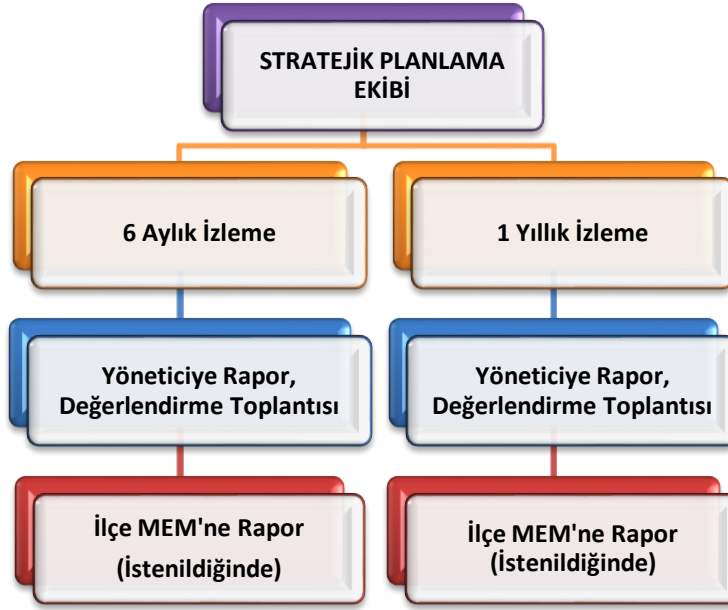 STRATEJİK PLANLAMA
EKİBİ
6 Aylık İzleme
1 Yıllık İzleme
Yöneticiye Rapor,
Değerlendirme Toplantısı
Yöneticiye Rapor,
Değerlendirme Toplantısı
İlçe MEM'ne Rapor
(İstenildiğinde)
İlçe MEM'ne Rapor
(İstenildiğinde)